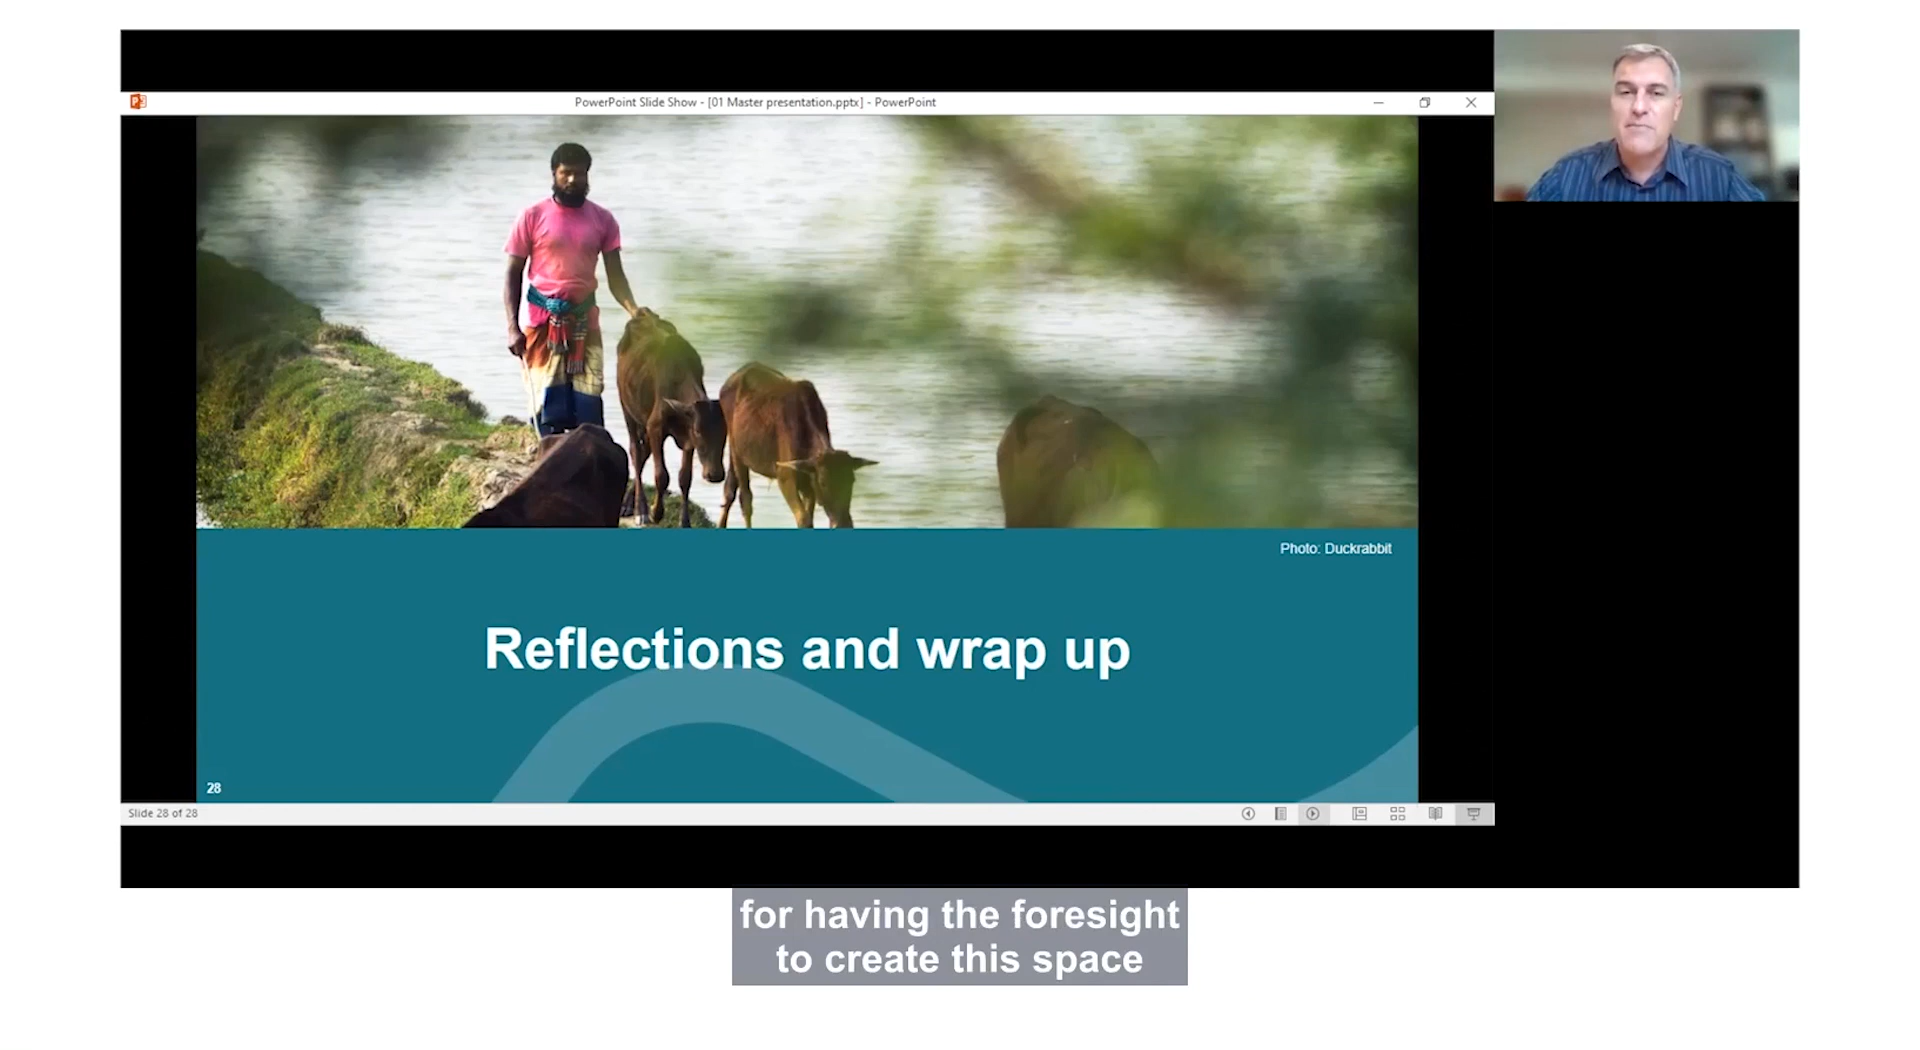 PowerPoint Slide Show - [01 Master presentation.pptx] - PowerPoint
Photo: Duckrabbit
Reflections and wrap up
28
Slide 28 of 28
for having the foresight
to create this space